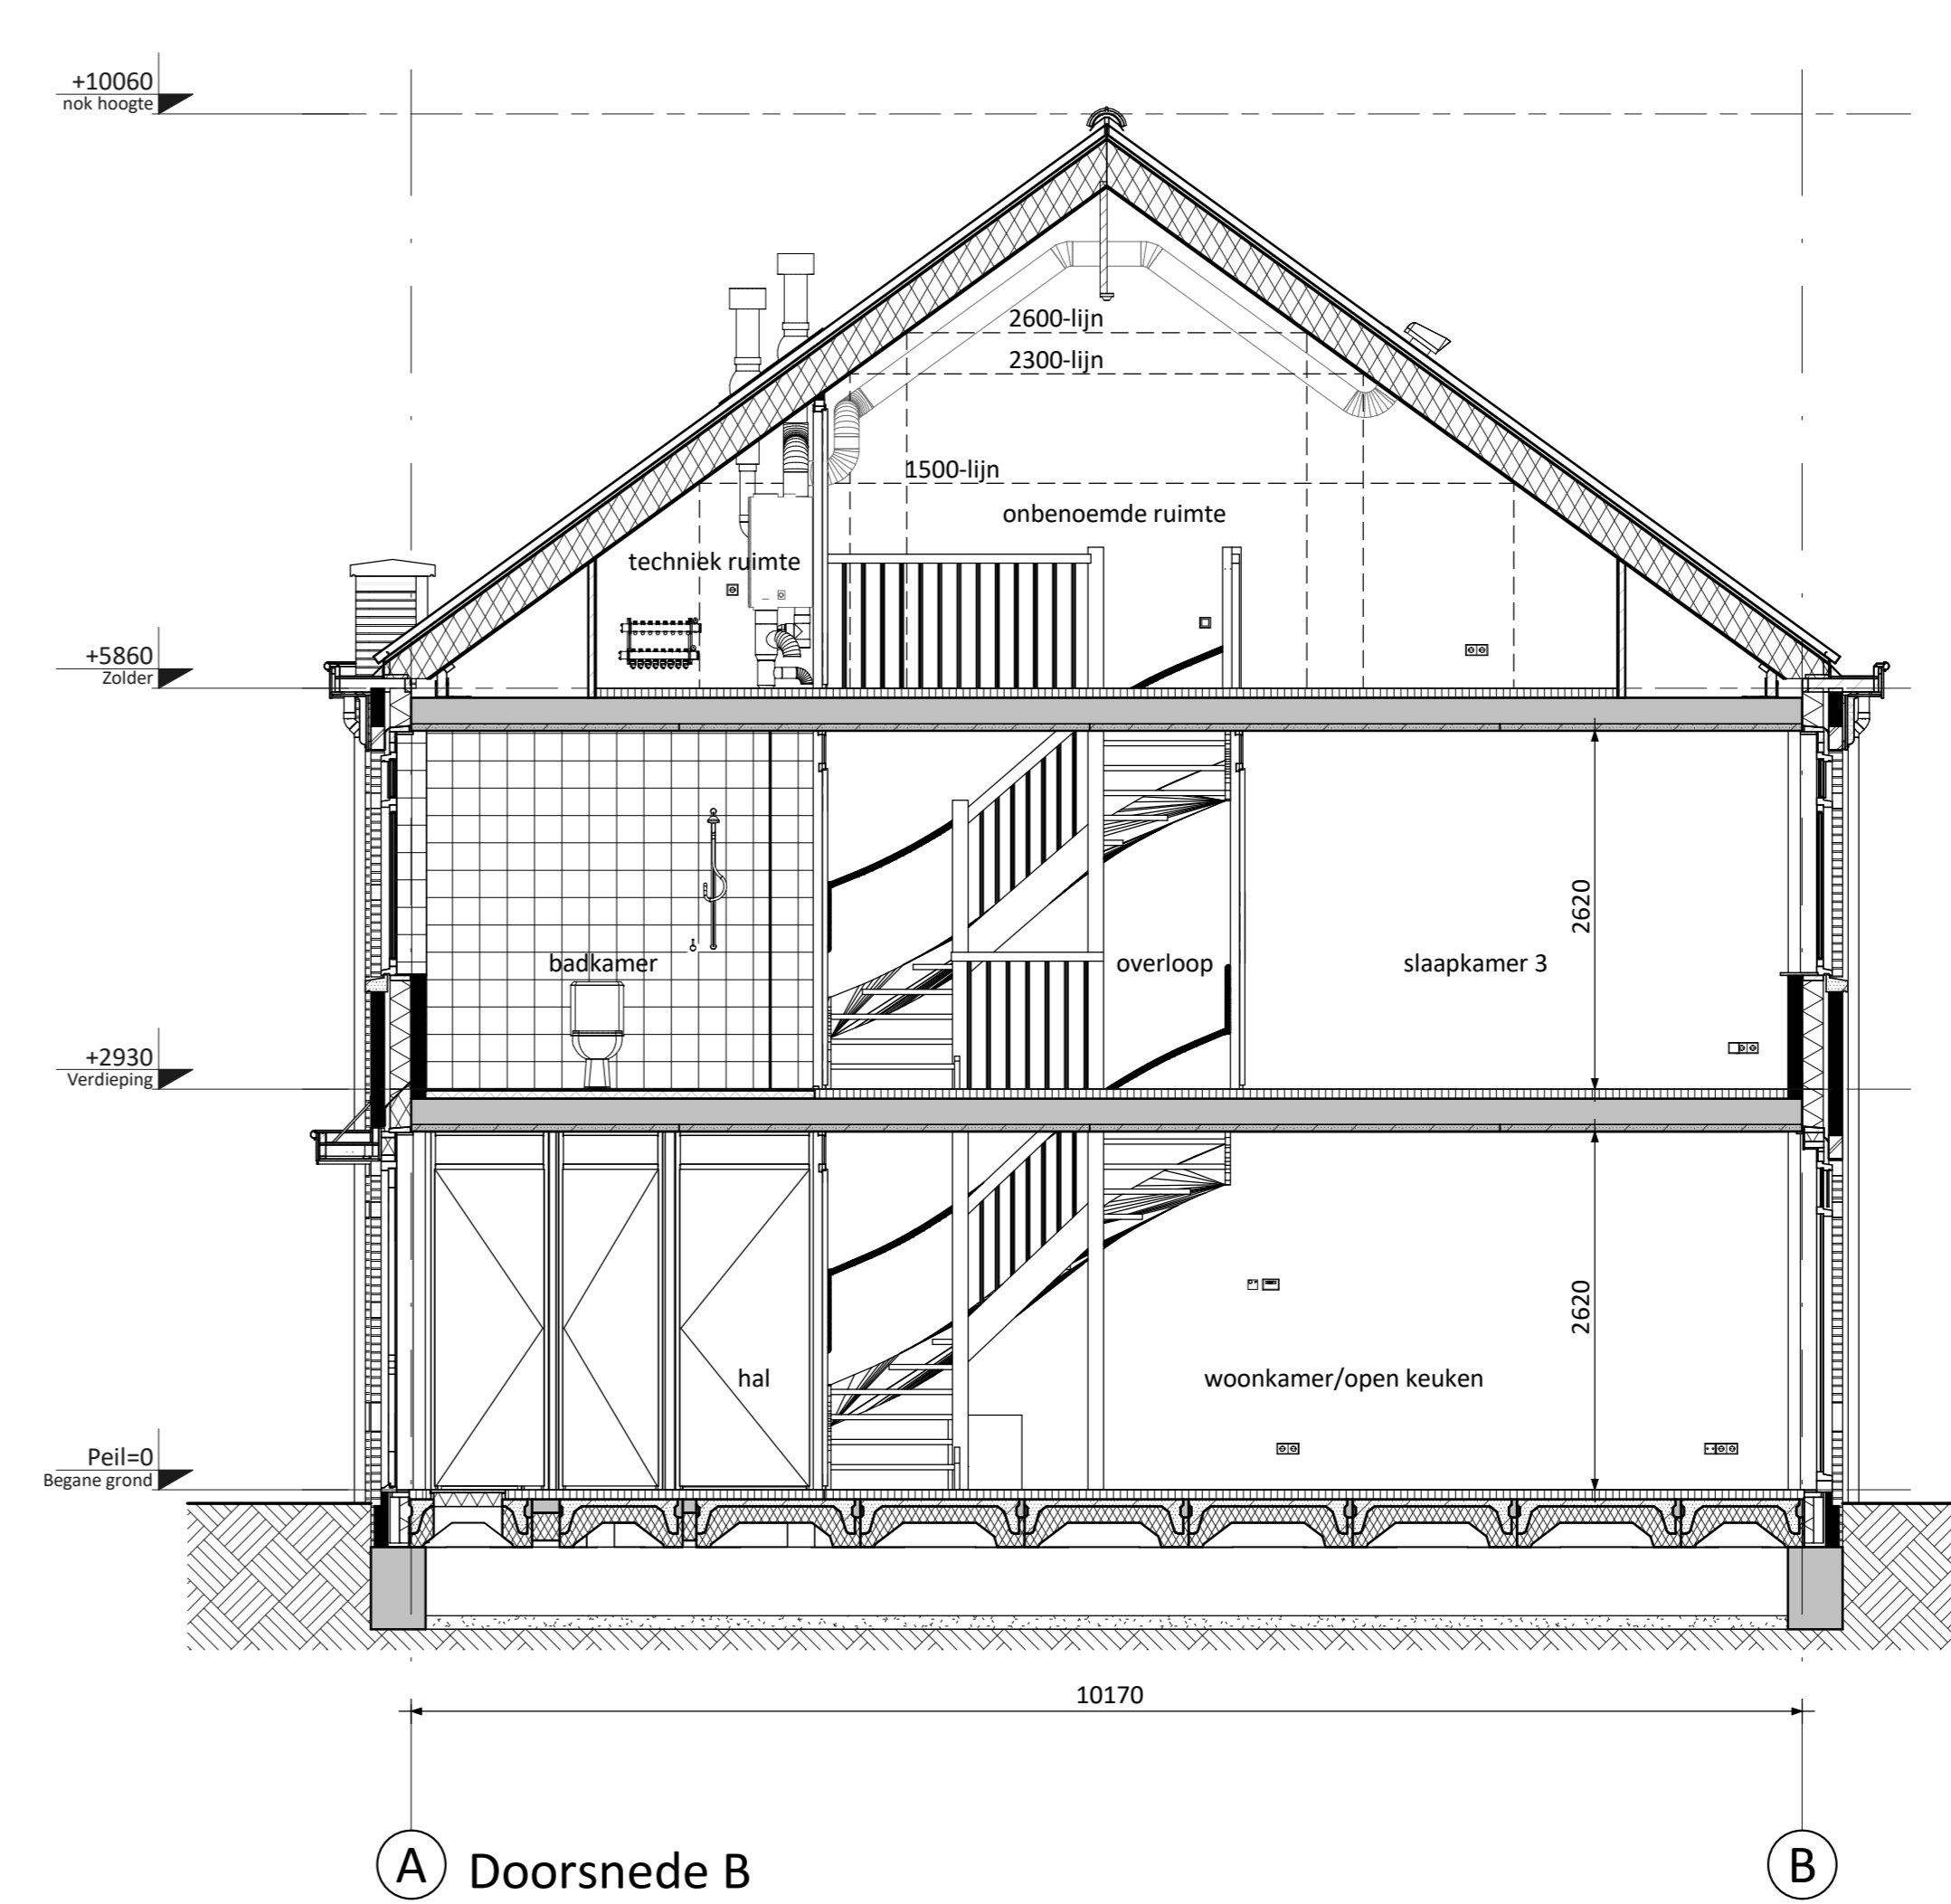 +10060
nok hoogte
2600-lijn
2300-lijn
1500-lijn
onbenoemde ruimte
techniek ruimte
+5860
Zolder
2620
badkamer
overloop
slaapkamer 3
+2930
Verdieping
2620
hal
woonkamer/open keuken
Peil=0
Begane grond
10170
A
Doorsnede B
B